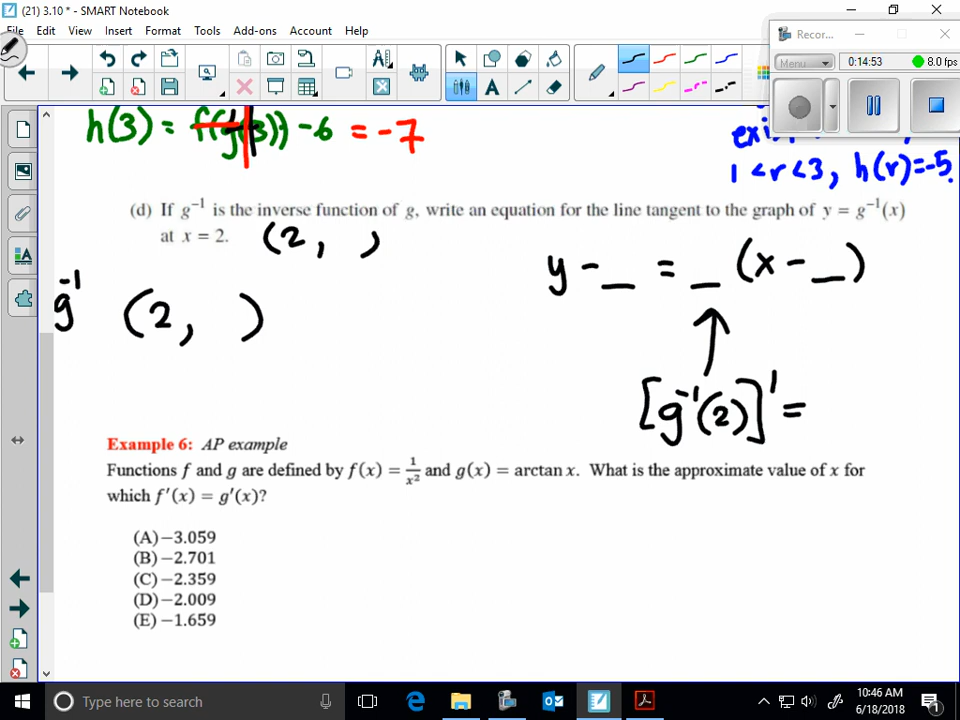 (21) 3.10 * - SMART Notebook
File Edit View Insert Format Tools Add-ons Account Help
Recor...
Menu 0:14:53 8.0 fps
h(3) = f(g(3)) - 6 = -7
1 < r < 3, h(r) = -5.
(d) If g⁻¹ is the inverse function of g, write an equation for the line tangent to the graph of y = g⁻¹(x)
at x = 2. (2, )
y - _ = _ (x - _)
g⁻¹ (2, )
[g⁻¹(2)]' =
Example 6: AP example
Functions f and g are defined by f(x) = 1/x² and g(x) = arctan x. What is the approximate value of x for
which f'(x) = g'(x)?
(A) −3.059
(B) −2.701
(C) −2.359
(D) −2.009
(E) −1.659
Type here to search
10:46 AM
6/18/2018